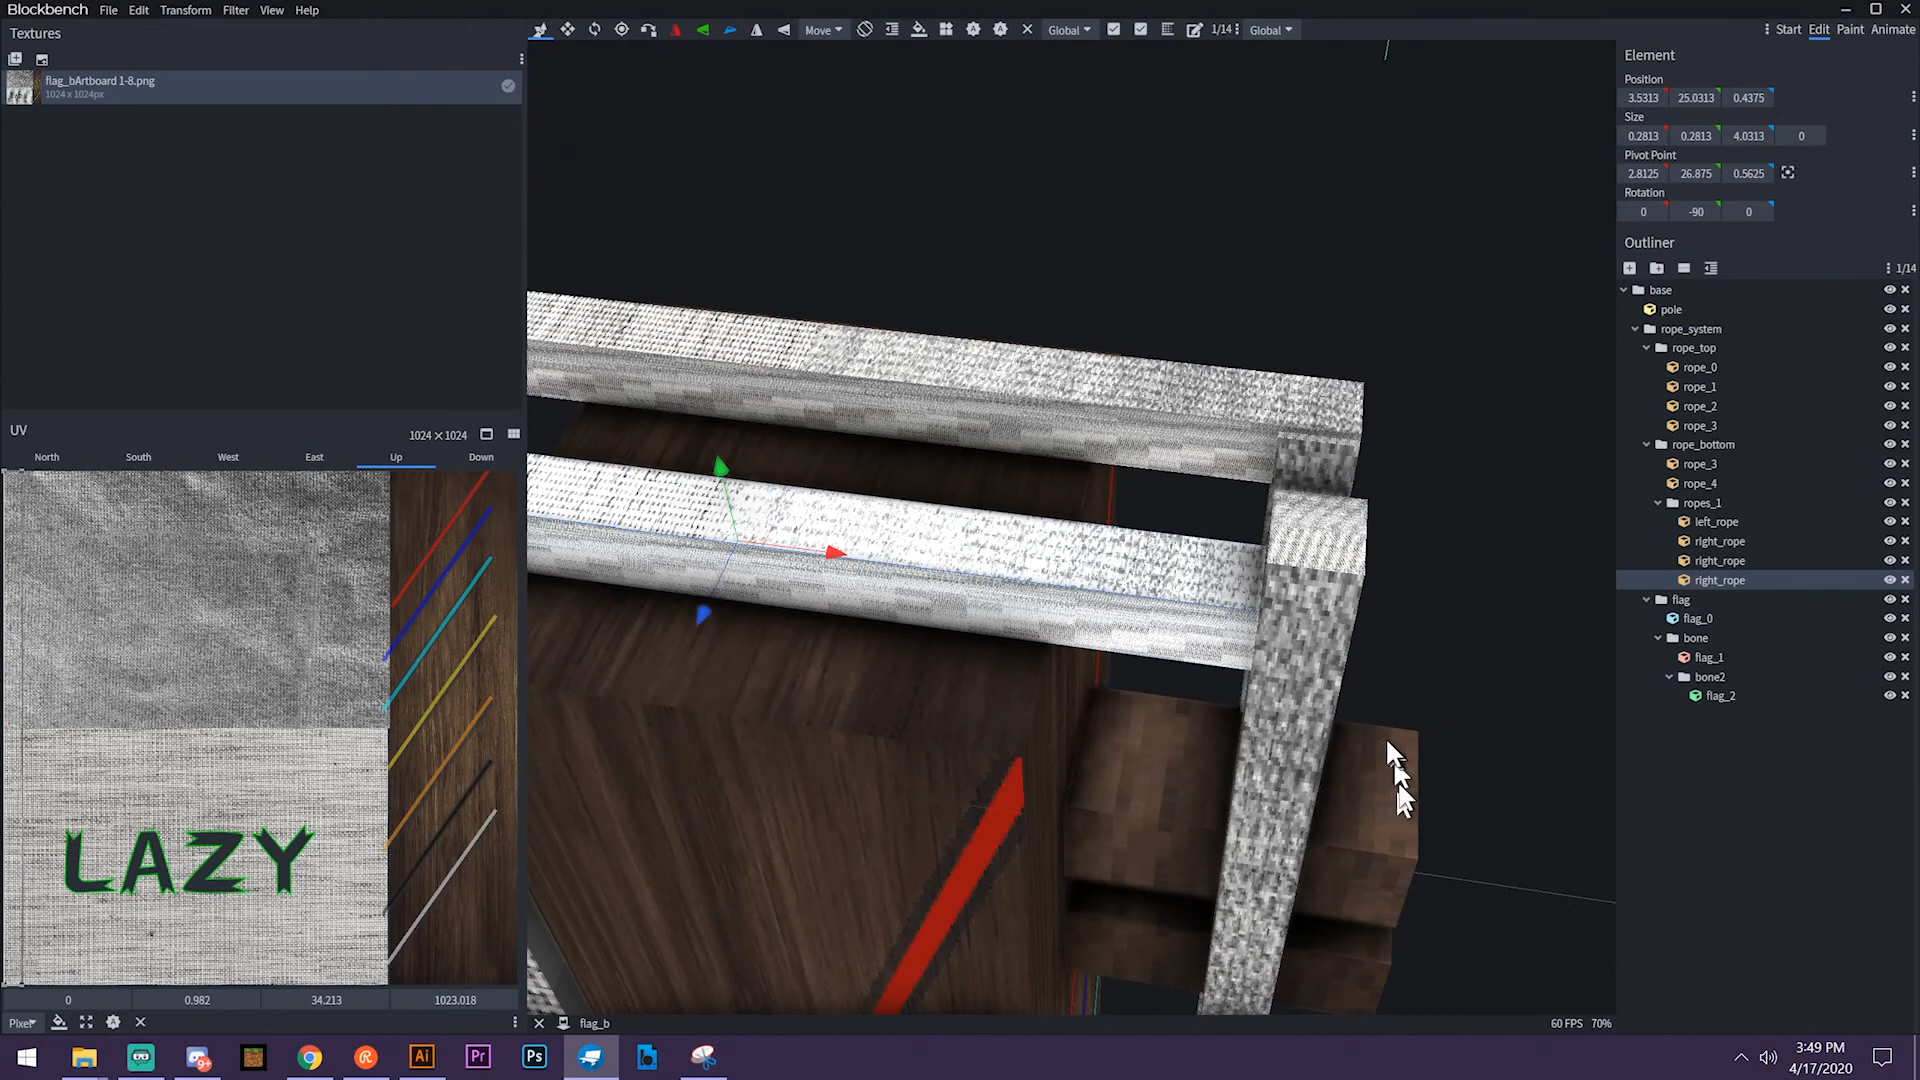 Blockbench File Edit Transform Filter View Help
Textures
Move Global 1/14 Global Start Edit Paint Animate
flag_bArtboard 1-8.png
1024 x 1024px
Element
Position
3.5313 25.0313 0.4375
Size
0.2813 0.2813 4.0313 0
Pivot Point
2.8125 26.875 0.5625
Rotation
0 -90 0
Outliner
1/14
base
pole
rope_system
rope_top
rope_0
rope_1
rope_2
rope_3
rope_bottom
rope_3
rope_4
ropes_1
left_rope
right_rope
right_rope
right_rope
flag
flag_0
bone
flag_1
bone2
flag_2
UV
1024×1024
North South West East Up Down
LAZY
0 0.982 34.213 1023.018
Pixel
flag_b
60 FPS 70%
9+
Ai
Pr
Ps
3:49 PM
4/17/2020